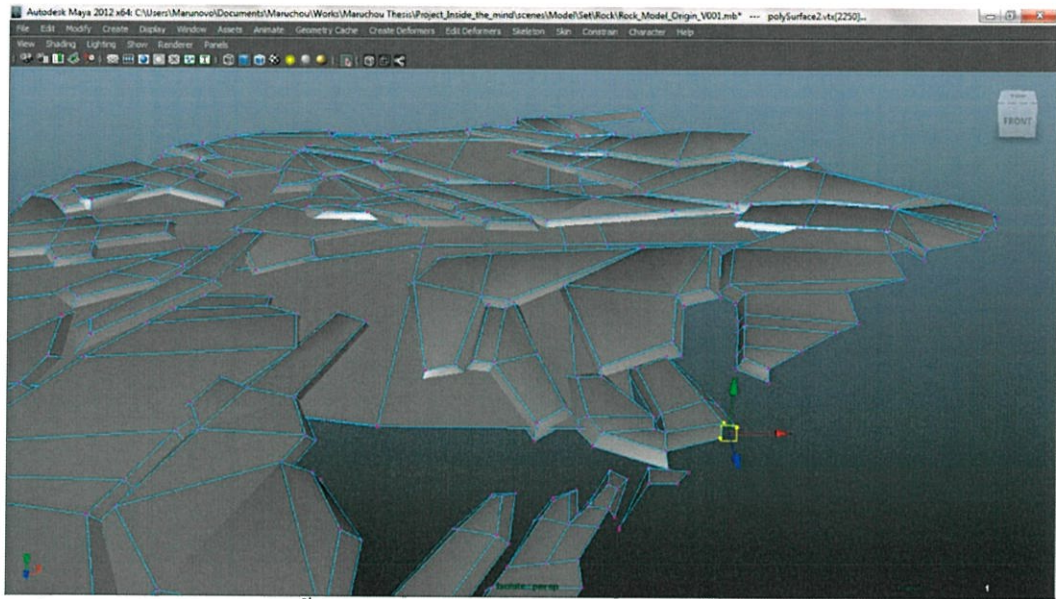 Autodesk Maya 2012 x64: C:\Users\Marunovo\Documents\Maruchou\Works\Maruchou Thesis\Project_Inside_the_mind\scenes\Model\Set\Rock\Rock_Model_Origin_V001.mb* --- polySurface2.vtx[2250]...
File Edit Modify Create Display Window Assets Animate Geometry Cache Create Deformers Edit Deformers Skeleton Skin Constrain Character Help
View Shading Lighting Show Renderer Panels
FRONT
persp